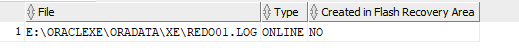 File Type Created in Flash Recovery Area
1 E:\ORACLEXE\ORADATA\XE\REDO01.LOG ONLINE NO